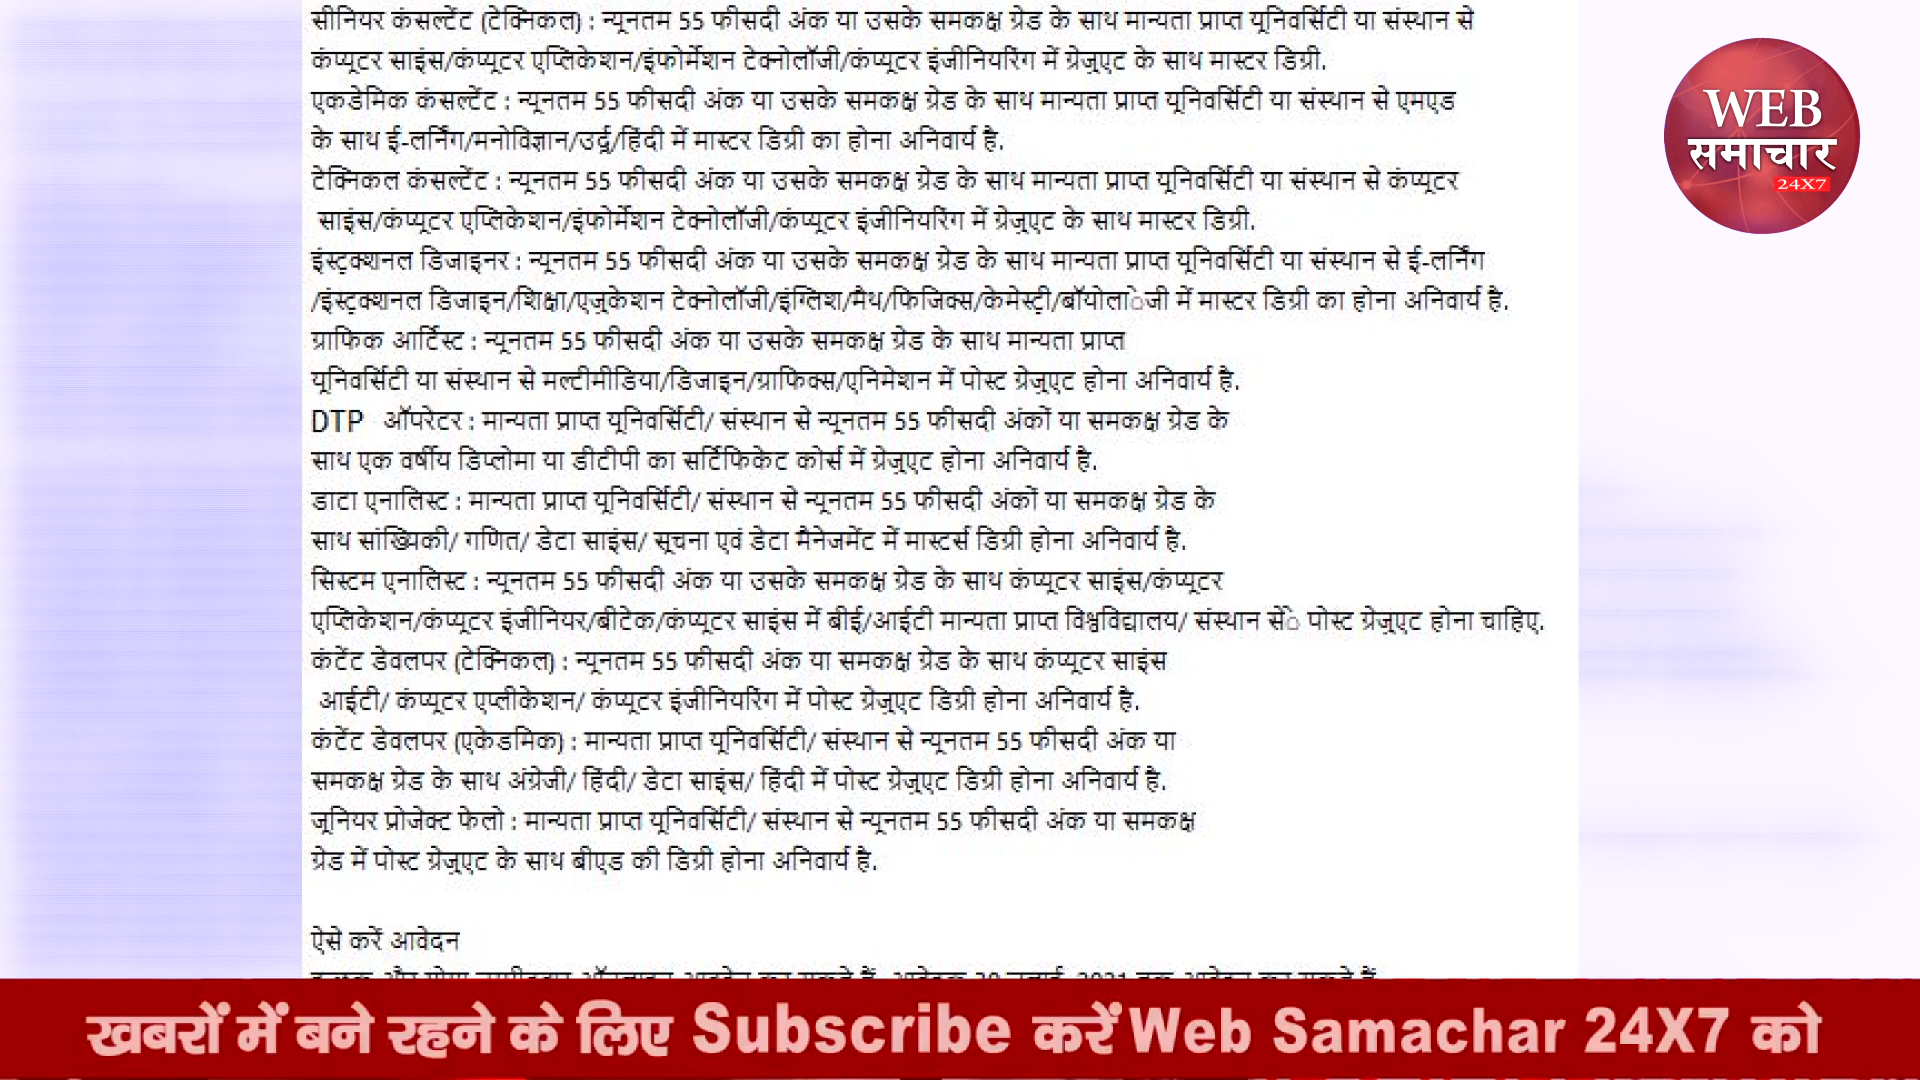 सीनियर कंसल्टेंट (टेक्निकल) : न्यूनतम 55 फीसदी अंक या उसके समकक्ष ग्रेड के साथ मान्यता प्राप्त यूनिवर्सिटी या संस्थान से
कंप्यूटर साइंस/कंप्यूटर एप्लिकेशन/इंफोर्मेशन टेक्नोलॉजी/कंप्यूटर इंजीनियरिंग में ग्रेजुएट के साथ मास्टर डिग्री.
एकडेमिक कंसल्टेंट : न्यूनतम 55 फीसदी अंक या उसके समकक्ष ग्रेड के साथ मान्यता प्राप्त यूनिवर्सिटी या संस्थान से एमएड
के साथ ई-लर्निंग/मनोविज्ञान/उर्दू/हिंदी में मास्टर डिग्री का होना अनिवार्य है.
टेक्निकल कंसल्टेंट : न्यूनतम 55 फीसदी अंक या उसके समकक्ष ग्रेड के साथ मान्यता प्राप्त यूनिवर्सिटी या संस्थान से कंप्यूटर
साइंस/कंप्यूटर एप्लिकेशन/इंफोर्मेशन टेक्नोलॉजी/कंप्यूटर इंजीनियरिंग में ग्रेजुएट के साथ मास्टर डिग्री.
इंस्ट्रक्शनल डिजाइनर : न्यूनतम 55 फीसदी अंक या उसके समकक्ष ग्रेड के साथ मान्यता प्राप्त यूनिवर्सिटी या संस्थान से ई-लर्निंग
/इंस्ट्रक्शनल डिजाइन/शिक्षा/एजुकेशन टेक्नोलॉजी/इंग्लिश/मैथ/फिजिक्स/केमेस्ट्री/बॉयोलाेजी में मास्टर डिग्री का होना अनिवार्य है.
ग्राफिक आर्टिस्ट : न्यूनतम 55 फीसदी अंक या उसके समकक्ष ग्रेड के साथ मान्यता प्राप्त
यूनिवर्सिटी या संस्थान से मल्टीमीडिया/डिजाइन/ग्राफिक्स/एनिमेशन में पोस्ट ग्रेजुएट होना अनिवार्य है.
DTP ऑपरेटर : मान्यता प्राप्त यूनिवर्सिटी/ संस्थान से न्यूनतम 55 फीसदी अंकों या समकक्ष ग्रेड के
साथ एक वर्षीय डिप्लोमा या डीटीपी का सर्टिफिकेट कोर्स में ग्रेजुएट होना अनिवार्य है.
डाटा एनालिस्ट : मान्यता प्राप्त यूनिवर्सिटी/ संस्थान से न्यूनतम 55 फीसदी अंकों या समकक्ष ग्रेड के
साथ सांख्यिकी/ गणित/ डेटा साइंस/ सूचना एवं डेटा मैनेजमेंट में मास्टर्स डिग्री होना अनिवार्य है.
सिस्टम एनालिस्ट : न्यूनतम 55 फीसदी अंक या उसके समकक्ष ग्रेड के साथ कंप्यूटर साइंस/कंप्यूटर
एप्लिकेशन/कंप्यूटर इंजीनियर/बीटेक/कंप्यूटर साइंस में बीई/आईटी मान्यता प्राप्त विश्वविद्यालय/ संस्थान सेंे पोस्ट ग्रेजुएट होना चाहिए.
कंटेंट डेवलपर (टेक्निकल) : न्यूनतम 55 फीसदी अंक या समकक्ष ग्रेड के साथ कंप्यूटर साइंस
आईटी/ कंप्यूटर एप्लीकेशन/ कंप्यूटर इंजीनियरिंग में पोस्ट ग्रेजुएट डिग्री होना अनिवार्य है.
कंटेंट डेवलपर (एकेडमिक) : मान्यता प्राप्त यूनिवर्सिटी/ संस्थान से न्यूनतम 55 फीसदी अंक या
समकक्ष ग्रेड के साथ अंग्रेजी/ हिंदी/ डेटा साइंस/ हिंदी में पोस्ट ग्रेजुएट डिग्री होना अनिवार्य है.
जूनियर प्रोजेक्ट फेलो : मान्यता प्राप्त यूनिवर्सिटी/ संस्थान से न्यूनतम 55 फीसदी अंक या समकक्ष
ग्रेड में पोस्ट ग्रेजुएट के साथ बीएड की डिग्री होना अनिवार्य है.
ऐसे करें आवेदन
WEB
समाचार
24X7
खबरों में बने रहने के लिए Subscribe करें Web Samachar 24X7 को